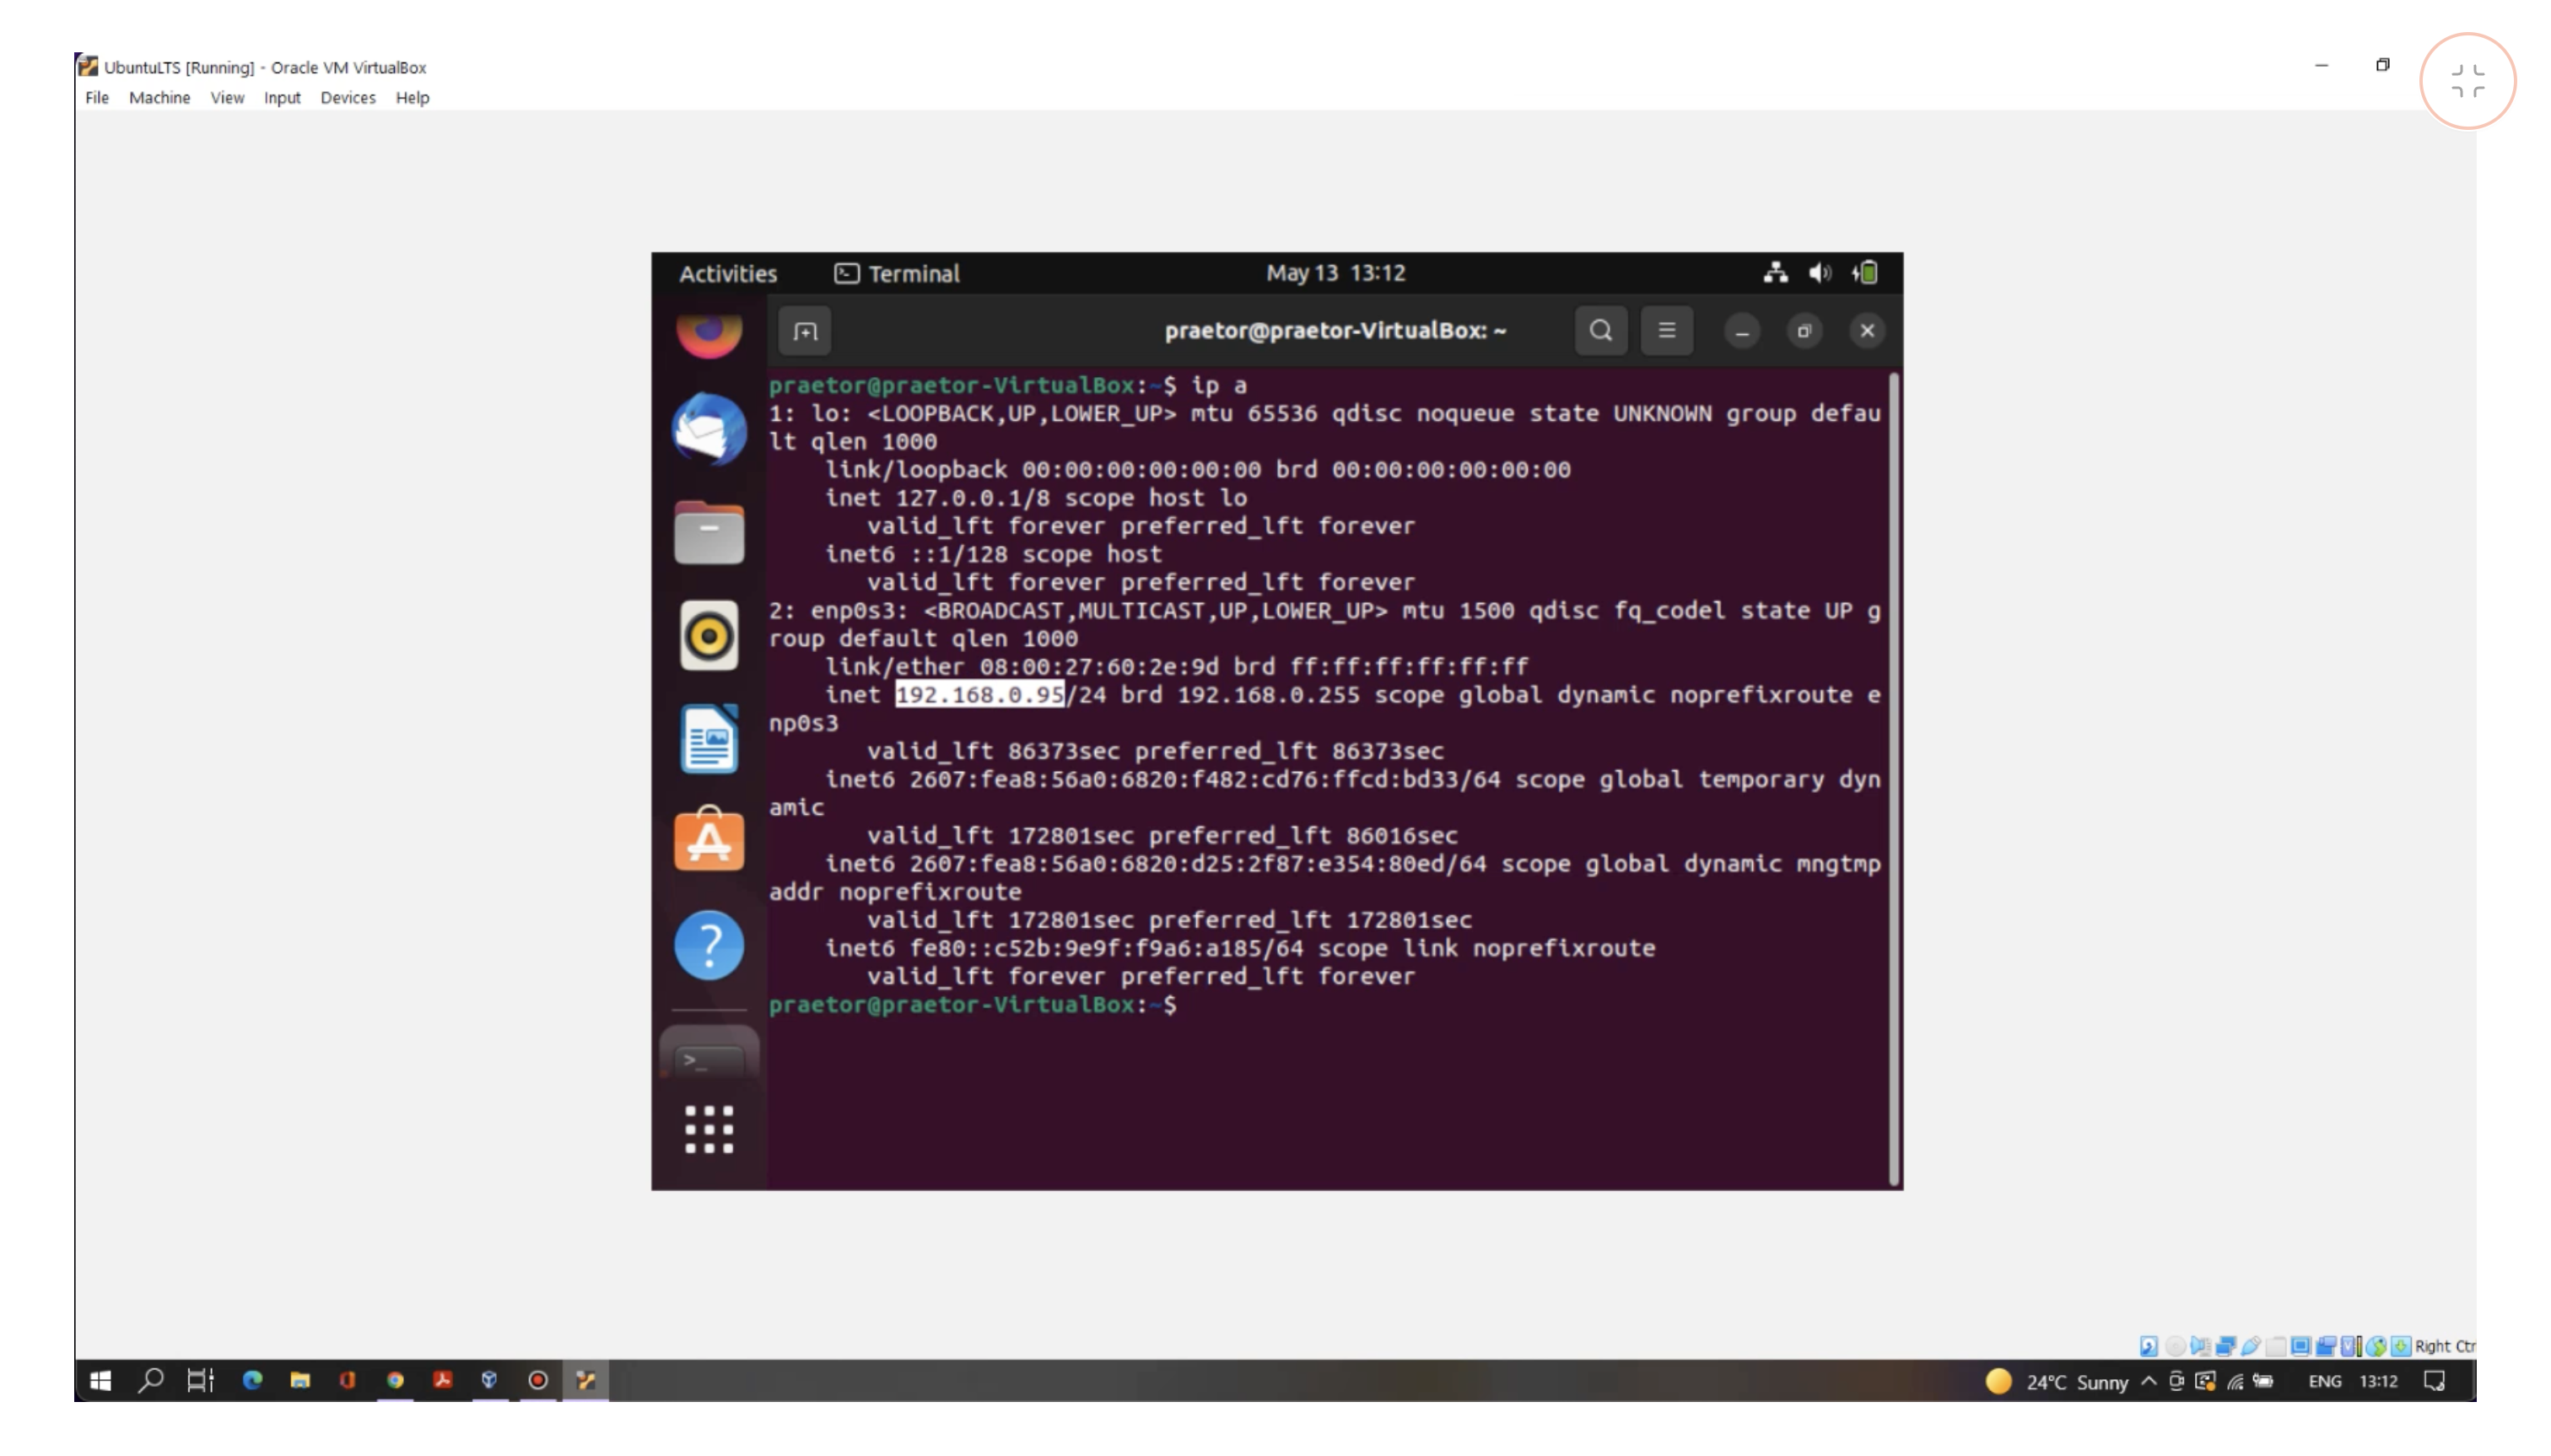 UbuntuLTS [Running] - Oracle VM VirtualBox
File Machine View Input Devices Help
Activities Terminal May 13 13:12
praetor@praetor-VirtualBox: ~
praetor@praetor-VirtualBox:~$ ip a
1: lo: <LOOPBACK,UP,LOWER_UP> mtu 65536 qdisc noqueue state UNKNOWN group defau
lt qlen 1000
    link/loopback 00:00:00:00:00:00 brd 00:00:00:00:00:00
    inet 127.0.0.1/8 scope host lo
       valid_lft forever preferred_lft forever
    inet6 ::1/128 scope host
       valid_lft forever preferred_lft forever
2: enp0s3: <BROADCAST,MULTICAST,UP,LOWER_UP> mtu 1500 qdisc fq_codel state UP g
roup default qlen 1000
    link/ether 08:00:27:60:2e:9d brd ff:ff:ff:ff:ff:ff
    inet 192.168.0.95/24 brd 192.168.0.255 scope global dynamic noprefixroute e
np0s3
       valid_lft 86373sec preferred_lft 86373sec
    inet6 2607:fea8:56a0:6820:f482:cd76:ffcd:bd33/64 scope global temporary dyn
amic
       valid_lft 172801sec preferred_lft 86016sec
    inet6 2607:fea8:56a0:6820:d25:2f87:e354:80ed/64 scope global dynamic mngtmp
addr noprefixroute
       valid_lft 172801sec preferred_lft 172801sec
    inet6 fe80::c52b:9e9f:f9a6:a185/64 scope link noprefixroute
       valid_lft forever preferred_lft forever
praetor@praetor-VirtualBox:~$
Right Ctr
24°C Sunny ENG 13:12